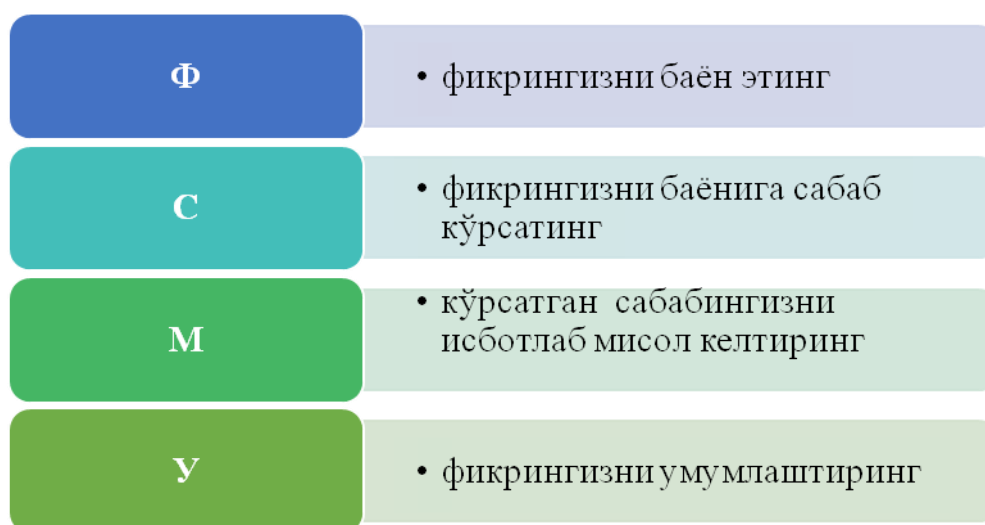 Ф
• фикрингизни баён этинг
С
• фикрингизни баёнига сабаб
кўрсатинг
М
• кўрсатган сабабингизни
исботлаб мисол келтиринг
У
• фикрингизни умумлаштиринг